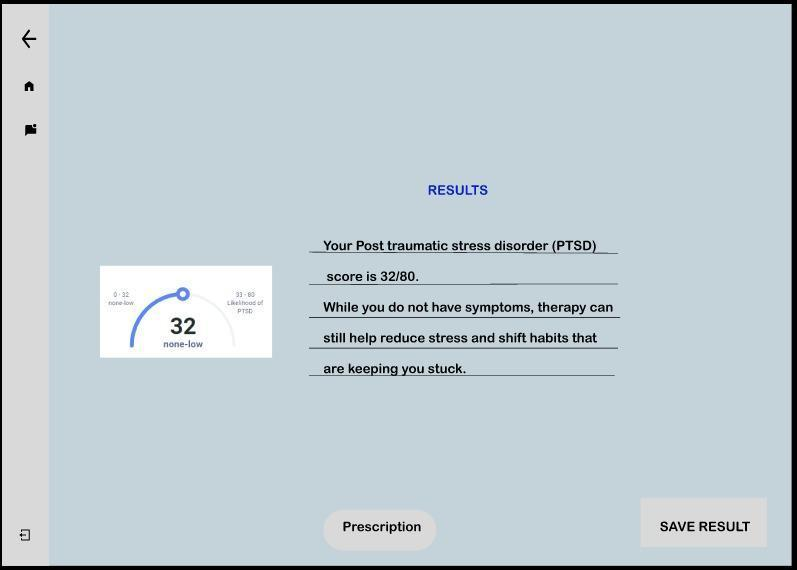 RESULTS
Your Post traumatic stress disorder (PTSD)
score is 32/80.
While you do not have symptoms, therapy can
still help reduce stress and shift habits that
are keeping you stuck.
0 - 32
none-low
33 - 80
Likelihood of
PTSD
32
none-low
Prescription
SAVE RESULT